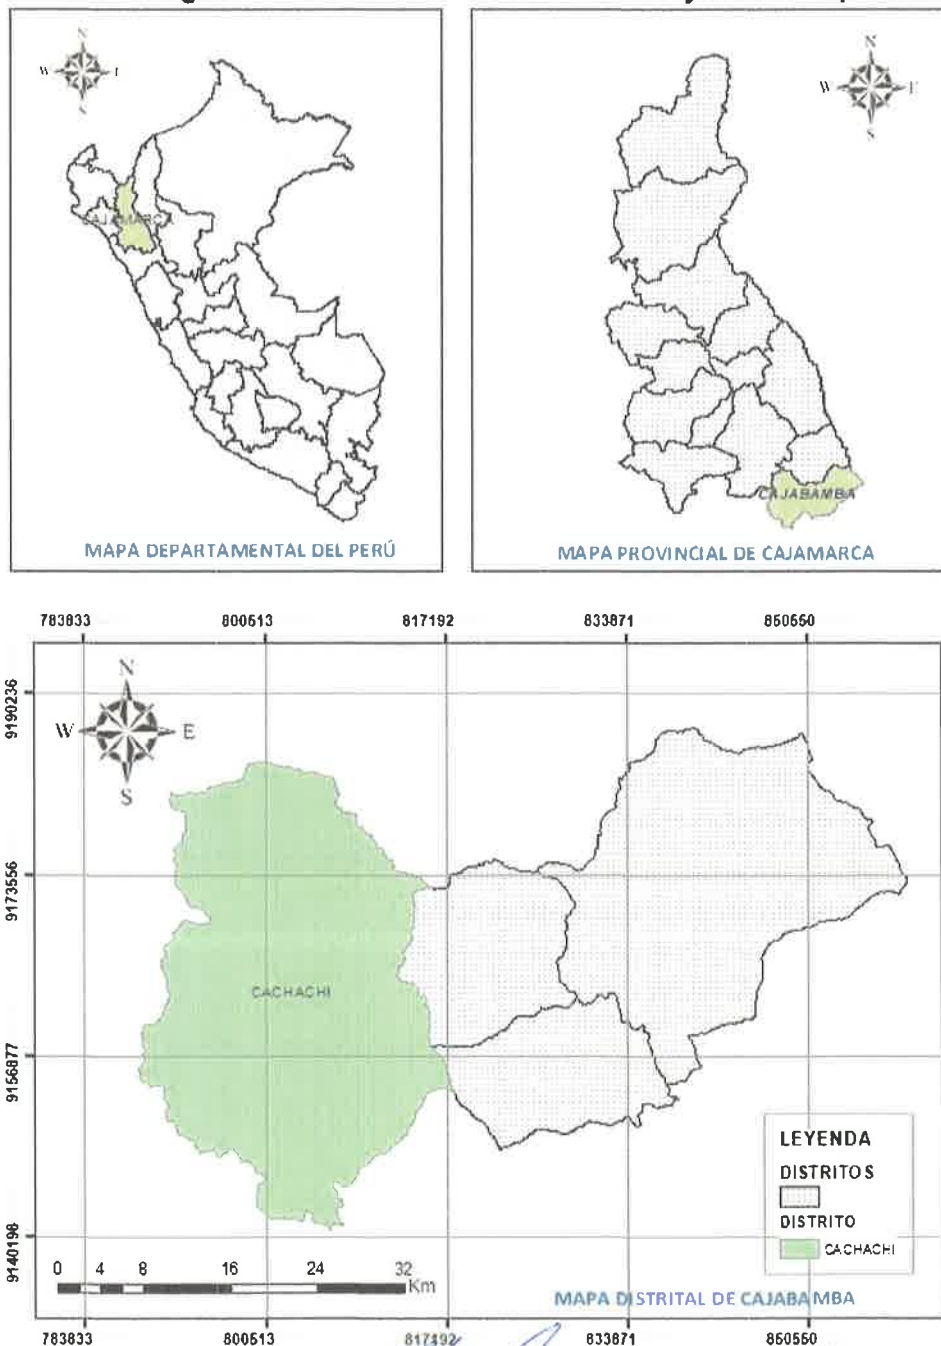 N
W
S
CAJAMARCA
MAPA DEPARTAMENTAL DEL PERÚ
N
W E
S
CAJABAMBA
MAPA PROVINCIAL DE CAJAMARCA
783833 800513 817192 833871 850550
N
W E
S
9190236
9173556
9156877
9140198
CACHACHI
LEYENDA
DISTRITOS
DISTRITO
CACHACHI
0 4 8 16 24 32
Km
MAPA DISTRITAL DE CAJABAMBA
783833 800513 817192 833871 850550